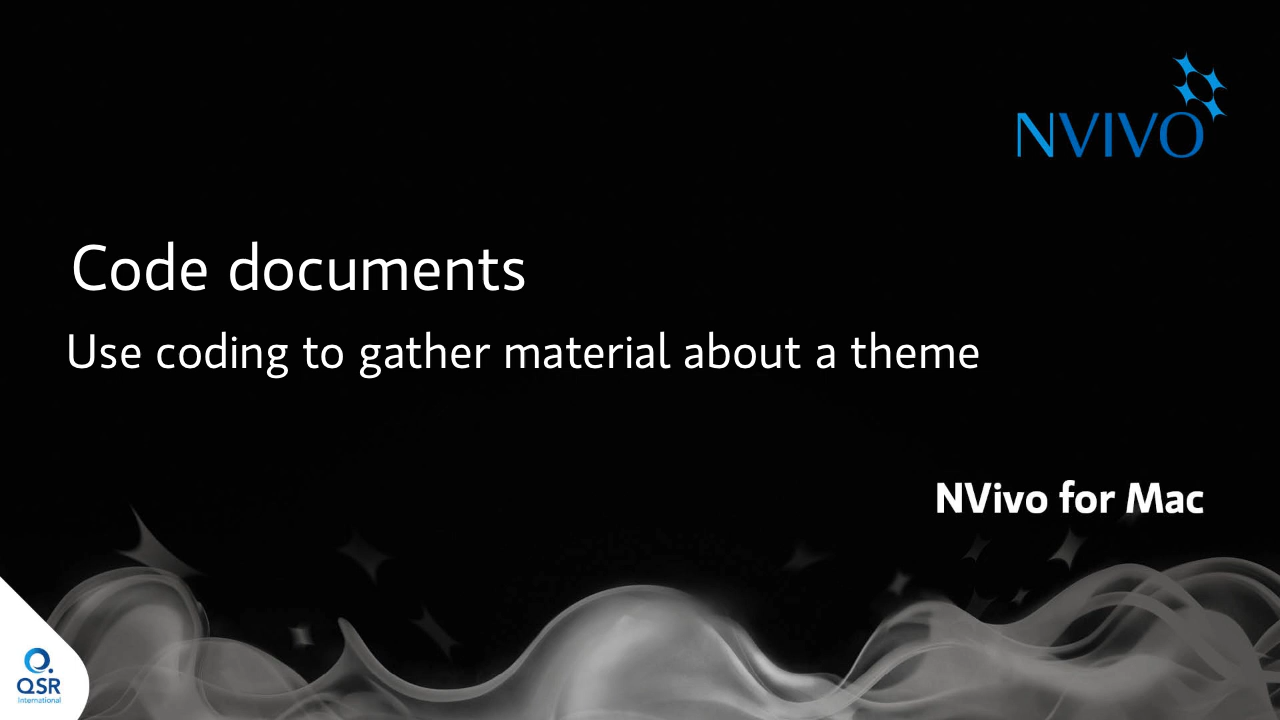 NVIVO
Code documents
Use coding to gather material about a theme
NVivo for Mac
QSR
International